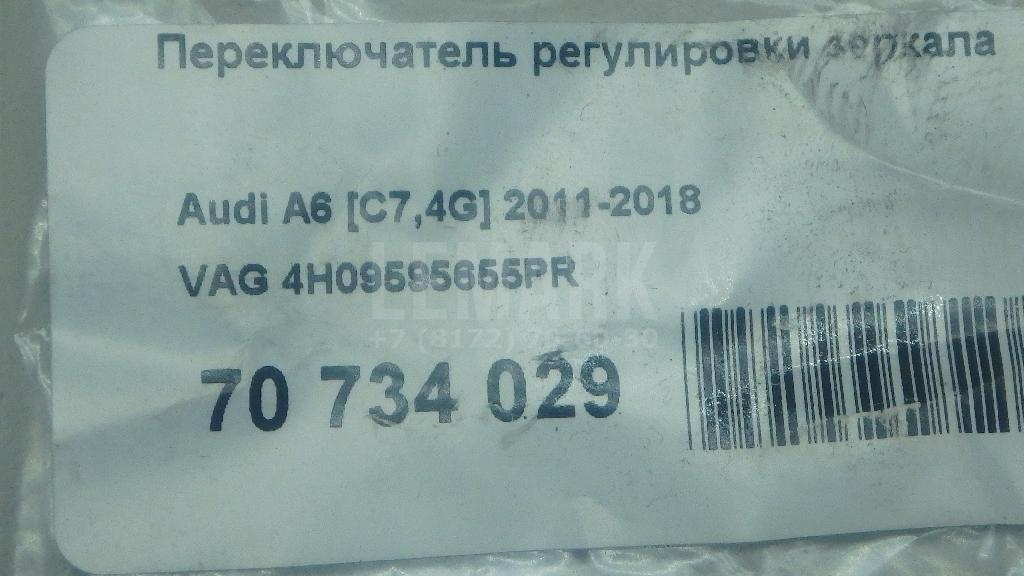 Переключатель регулировки зеркала
Audi A6 [C7,4G] 2011-2018
VAG 4H09595655PR
LEMARK
70 734 029